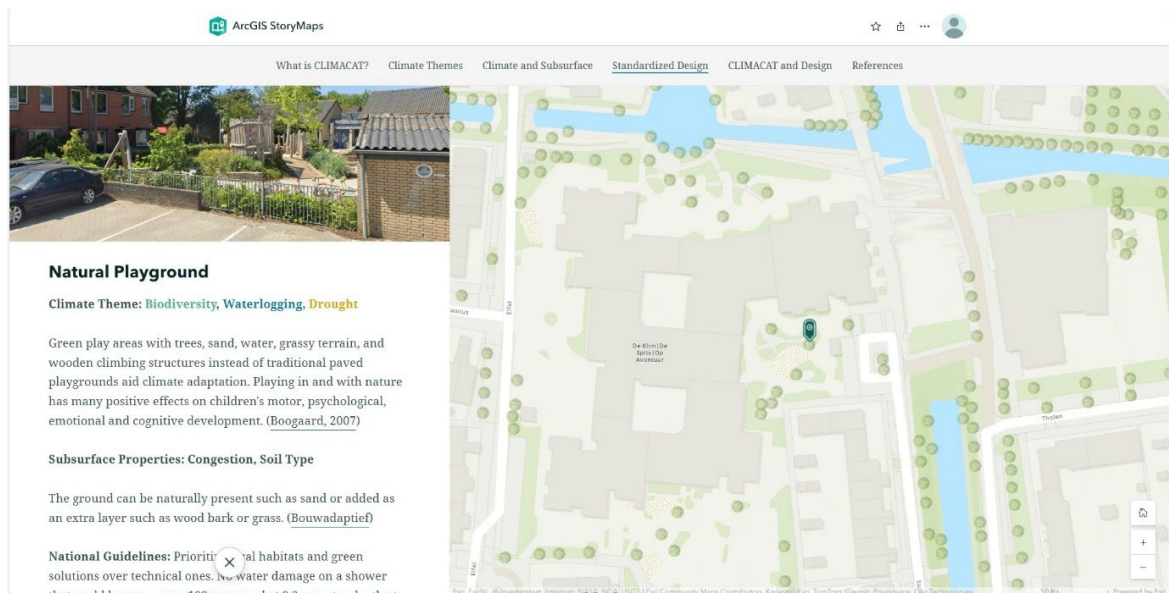 ArcGIS StoryMaps
What is CLIMACAT? Climate Themes Climate and Subsurface Standardized Design CLIMACAT and Design References
Natural Playground
Climate Theme: Biodiversity, Waterlogging, Drought
Green play areas with trees, sand, water, grassy terrain, and
wooden climbing structures instead of traditional paved
playgrounds aid climate adaptation. Playing in and with nature
has many positive effects on children's motor, psychological,
emotional and cognitive development. (Boogaard, 2007)
Subsurface Properties: Congestion, Soil Type
The ground can be naturally present such as sand or added as
an extra layer such as wood bark or grass. (Bouwadaptief)
National Guidelines: habitats and green
solutions over technical ones. water damage on a shower
Eiffel
De Klim|De
Spits|Op
Avontuur
Tholen
Eiffel
Powered by Esri